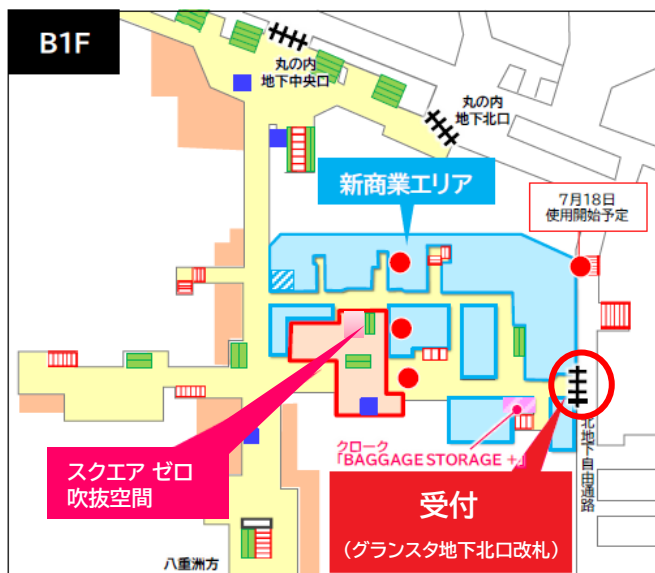 B1F
丸の内
地下中央口
丸の内
地下北口
新商業エリア
7月18日
使用開始予定
スクエア ゼロ
吹抜空間
クローク
「BAGGAGE STORAGE +」
受付
（グランスタ地下北口改札）
北地下自由通路
八重洲方